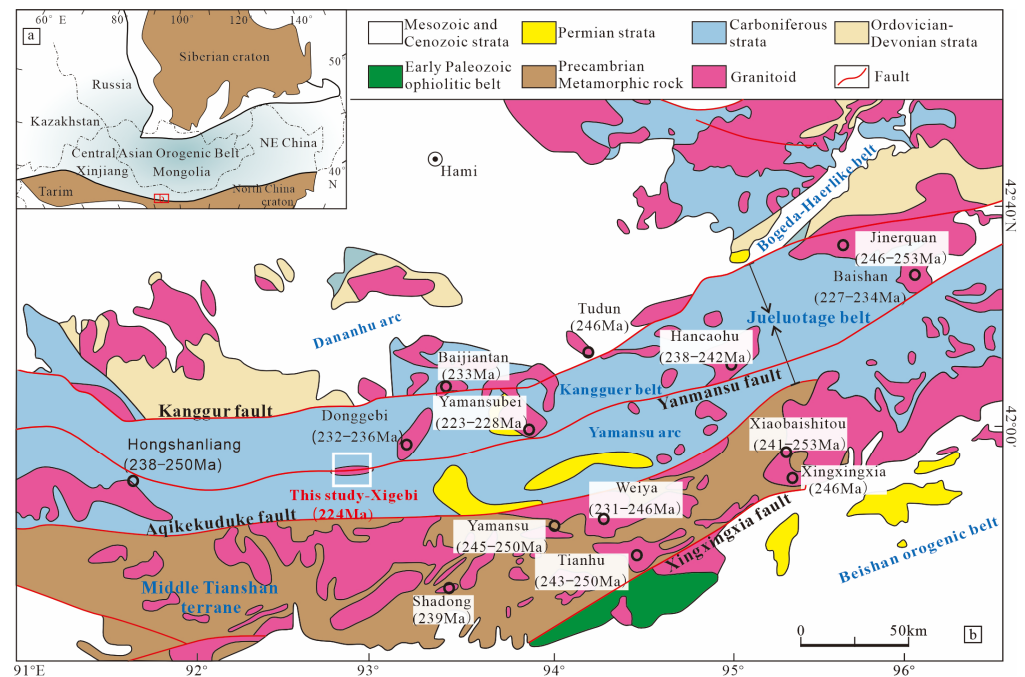 a
80°
100°
120°
140°
50°
Siberian craton
Russia
Kazakhstan
Central Asian Orogenic Belt
NE China
Xinjiang
Mongolia
40°
N
Tarim
b
North China
craton
Mesozoic and
Cenozoic strata
Permian strata
Carboniferous
strata
Ordovician-
Devonian strata
Early Paleozoic
ophiolitic belt
Precambrian
Metamorphic rock
Granitoid
Fault
Hami
Bogeda-Haerlike belt
42°40′N
Jinerquan
(246−253Ma)
Baishan
(227−234Ma)
Tudun
(246Ma)
Dananhu arc
Jueluotage belt
Hancaohu
(238−242Ma)
Baijiantan
(233Ma)
Kangguer belt
Yanmansu fault
Kanggur fault
Donggebi
(232−236Ma)
Yamansubei
(223−228Ma)
Yamansu arc
Xiaobaishitou
(241−253Ma)
42°00′
Hongshanliang
(238−250Ma)
Xingxingxia
(246Ma)
This study-Xigebi
(224Ma)
Weiya
(231−246Ma)
Aqikekuduke fault
Yamansu
(245−250Ma)
Xingxingxia fault
Tianhu
(243−250Ma)
Beishan orogenic belt
Middle Tianshan
terrane
Shadong
(239Ma)
0
50km
b
91°E
92°
93°
94°
95°
96°